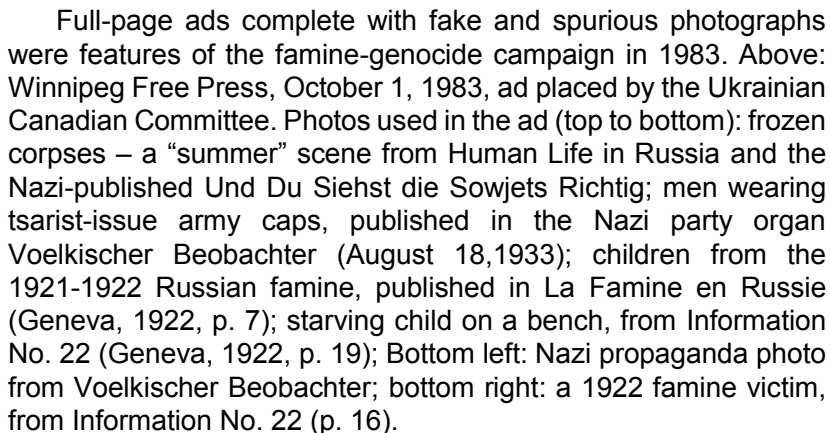 Full-page ads complete with fake and spurious photographs
were features of the famine-genocide campaign in 1983. Above:
Winnipeg Free Press, October 1, 1983, ad placed by the Ukrainian
Canadian Committee. Photos used in the ad (top to bottom): frozen
corpses – a “summer” scene from Human Life in Russia and the
Nazi-published Und Du Siehst die Sowjets Richtig; men wearing
tsarist-issue army caps, published in the Nazi party organ
Voelkischer Beobachter (August 18,1933); children from the
1921-1922 Russian famine, published in La Famine en Russie
(Geneva, 1922, p. 7); starving child on a bench, from Information
No. 22 (Geneva, 1922, p. 19); Bottom left: Nazi propaganda photo
from Voelkischer Beobachter; bottom right: a 1922 famine victim,
from Information No. 22 (p. 16).